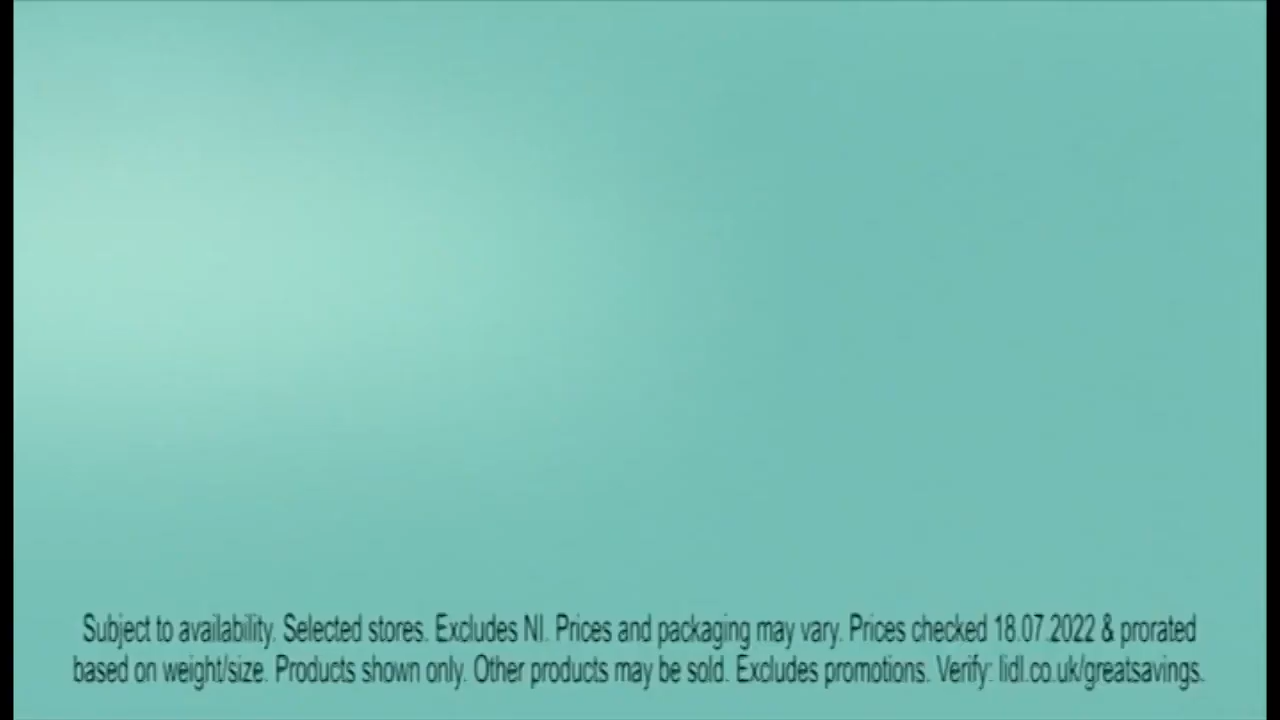 Subject to availability. Selected stores. Excludes NI. Prices and packaging may vary. Prices checked 18.07.2022 & prorated
based on weight/size. Products shown only. Other products may be sold. Excludes promotions. Verify: lidl.co.uk/greatsavings.